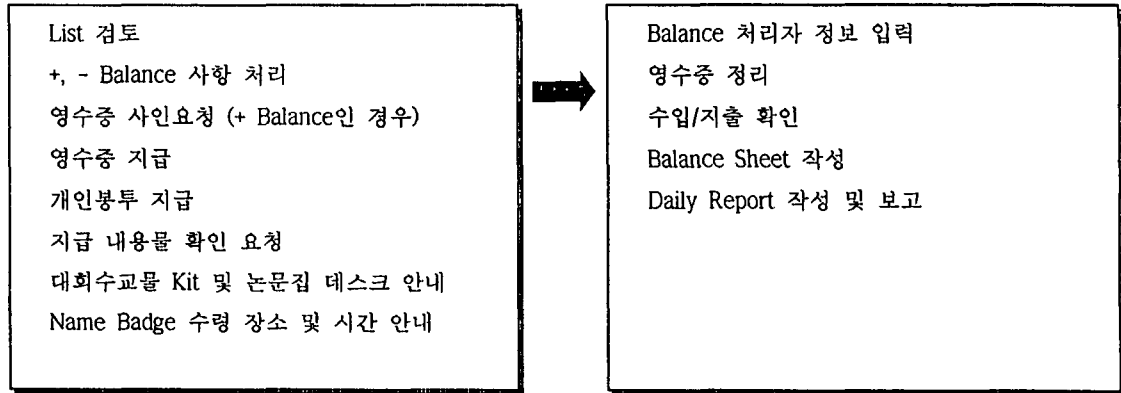 List 검토
+, - Balance 사항 처리
영수증 사인요청 (+ Balance인 경우)
영수증 지급
개인봉투 지급
지급 내용물 확인 요청
대회수교물 Kit 및 논문집 데스크 안내
Name Badge 수령 장소 및 시간 안내
Balance 처리자 정보 입력
영수증 정리
수입/지출 확인
Balance Sheet 작성
Daily Report 작성 및 보고